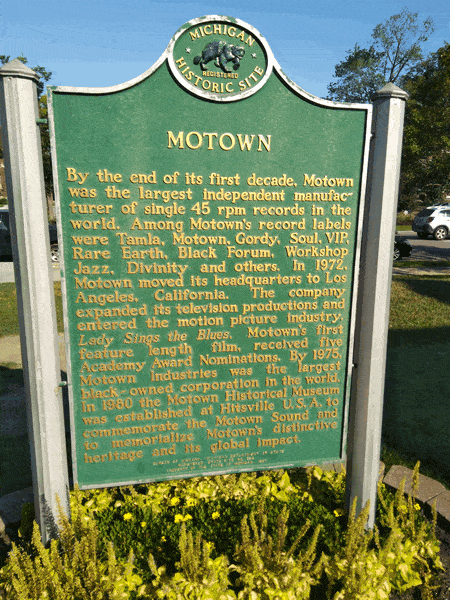 MICHIGAN
REGISTERED
HISTORIC SITE
MOTOWN
By the end of its first decade, Motown
was the largest independent manufac-
turer of single 45 rpm records in the
world. Among Motown's record labels
were Tamla, Motown, Gordy, Soul, VIP,
Rare Earth, Black Forum, Workshop
Jazz, Divinity and others. In 1972,
Motown moved its headquarters to Los
Angeles, California. The company
expanded its television productions and
entered the motion picture industry.
Lady Sings the Blues, Motown's first
feature length film, received five
Academy Award Nominations. By 1975,
Motown Industries was the largest
black-owned corporation in the world.
In 1980 the Motown Historical Museum
was established at Hitsville U.S.A. to
commemorate the Motown Sound and
to memorialize Motown's distinctive
heritage and its global impact.